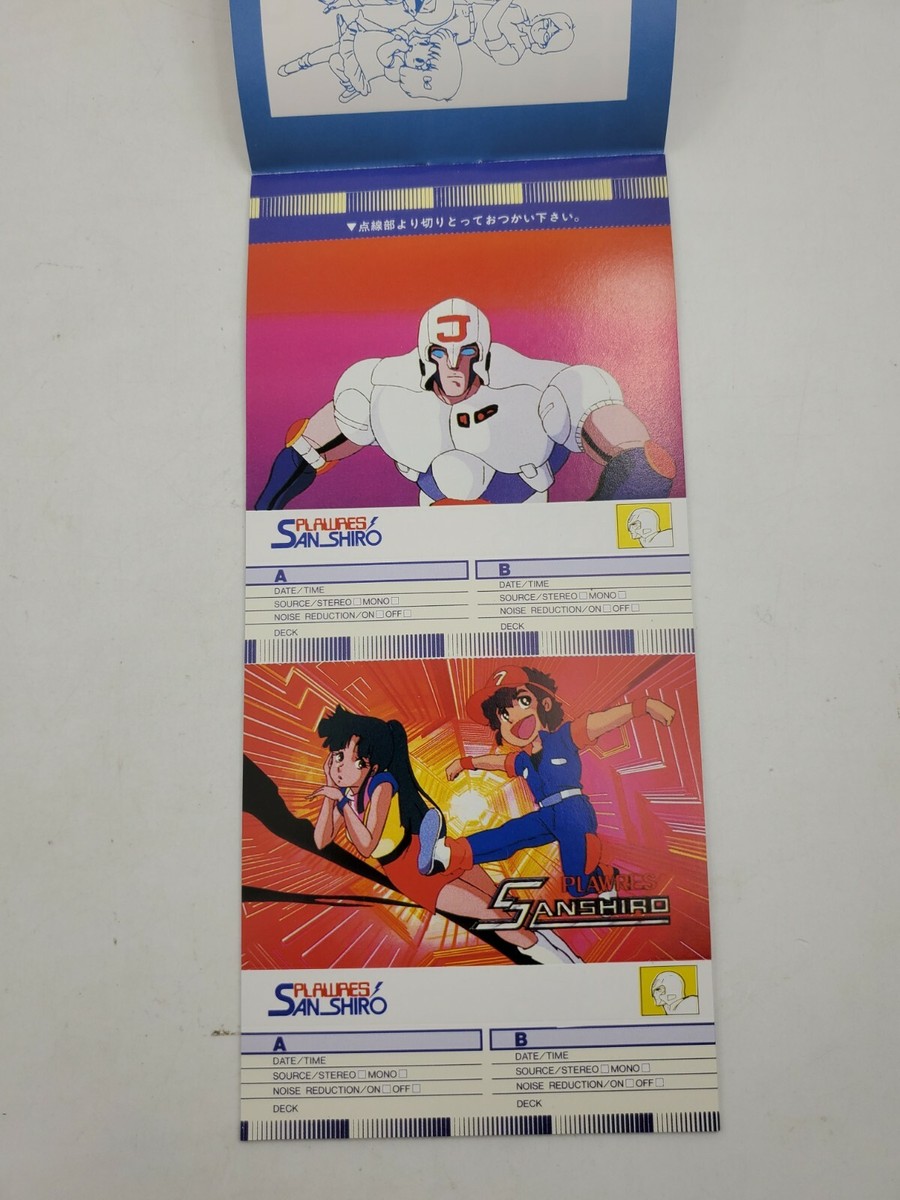 ▼点線部より切りとっておつかい下さい。
J
PLAWRES
SAN_SHIRO
A
B
DATE/TIME
DATE/TIME
SOURCE/STEREO□MONO□
SOURCE/STEREO□MONO□
NOISE REDUCTION/ON□OFF□
NOISE REDUCTION/ON□OFF□
DECK
DECK
PLAWRES
SANSHIRO
PLAWRES
SAN_SHIRO
A
B
DATE/TIME
DATE/TIME
SOURCE/STEREO□MONO□
SOURCE/STEREO□MONO□
NOISE REDUCTION/ON□OFF□
NOISE REDUCTION/ON□OFF□
DECK
DECK